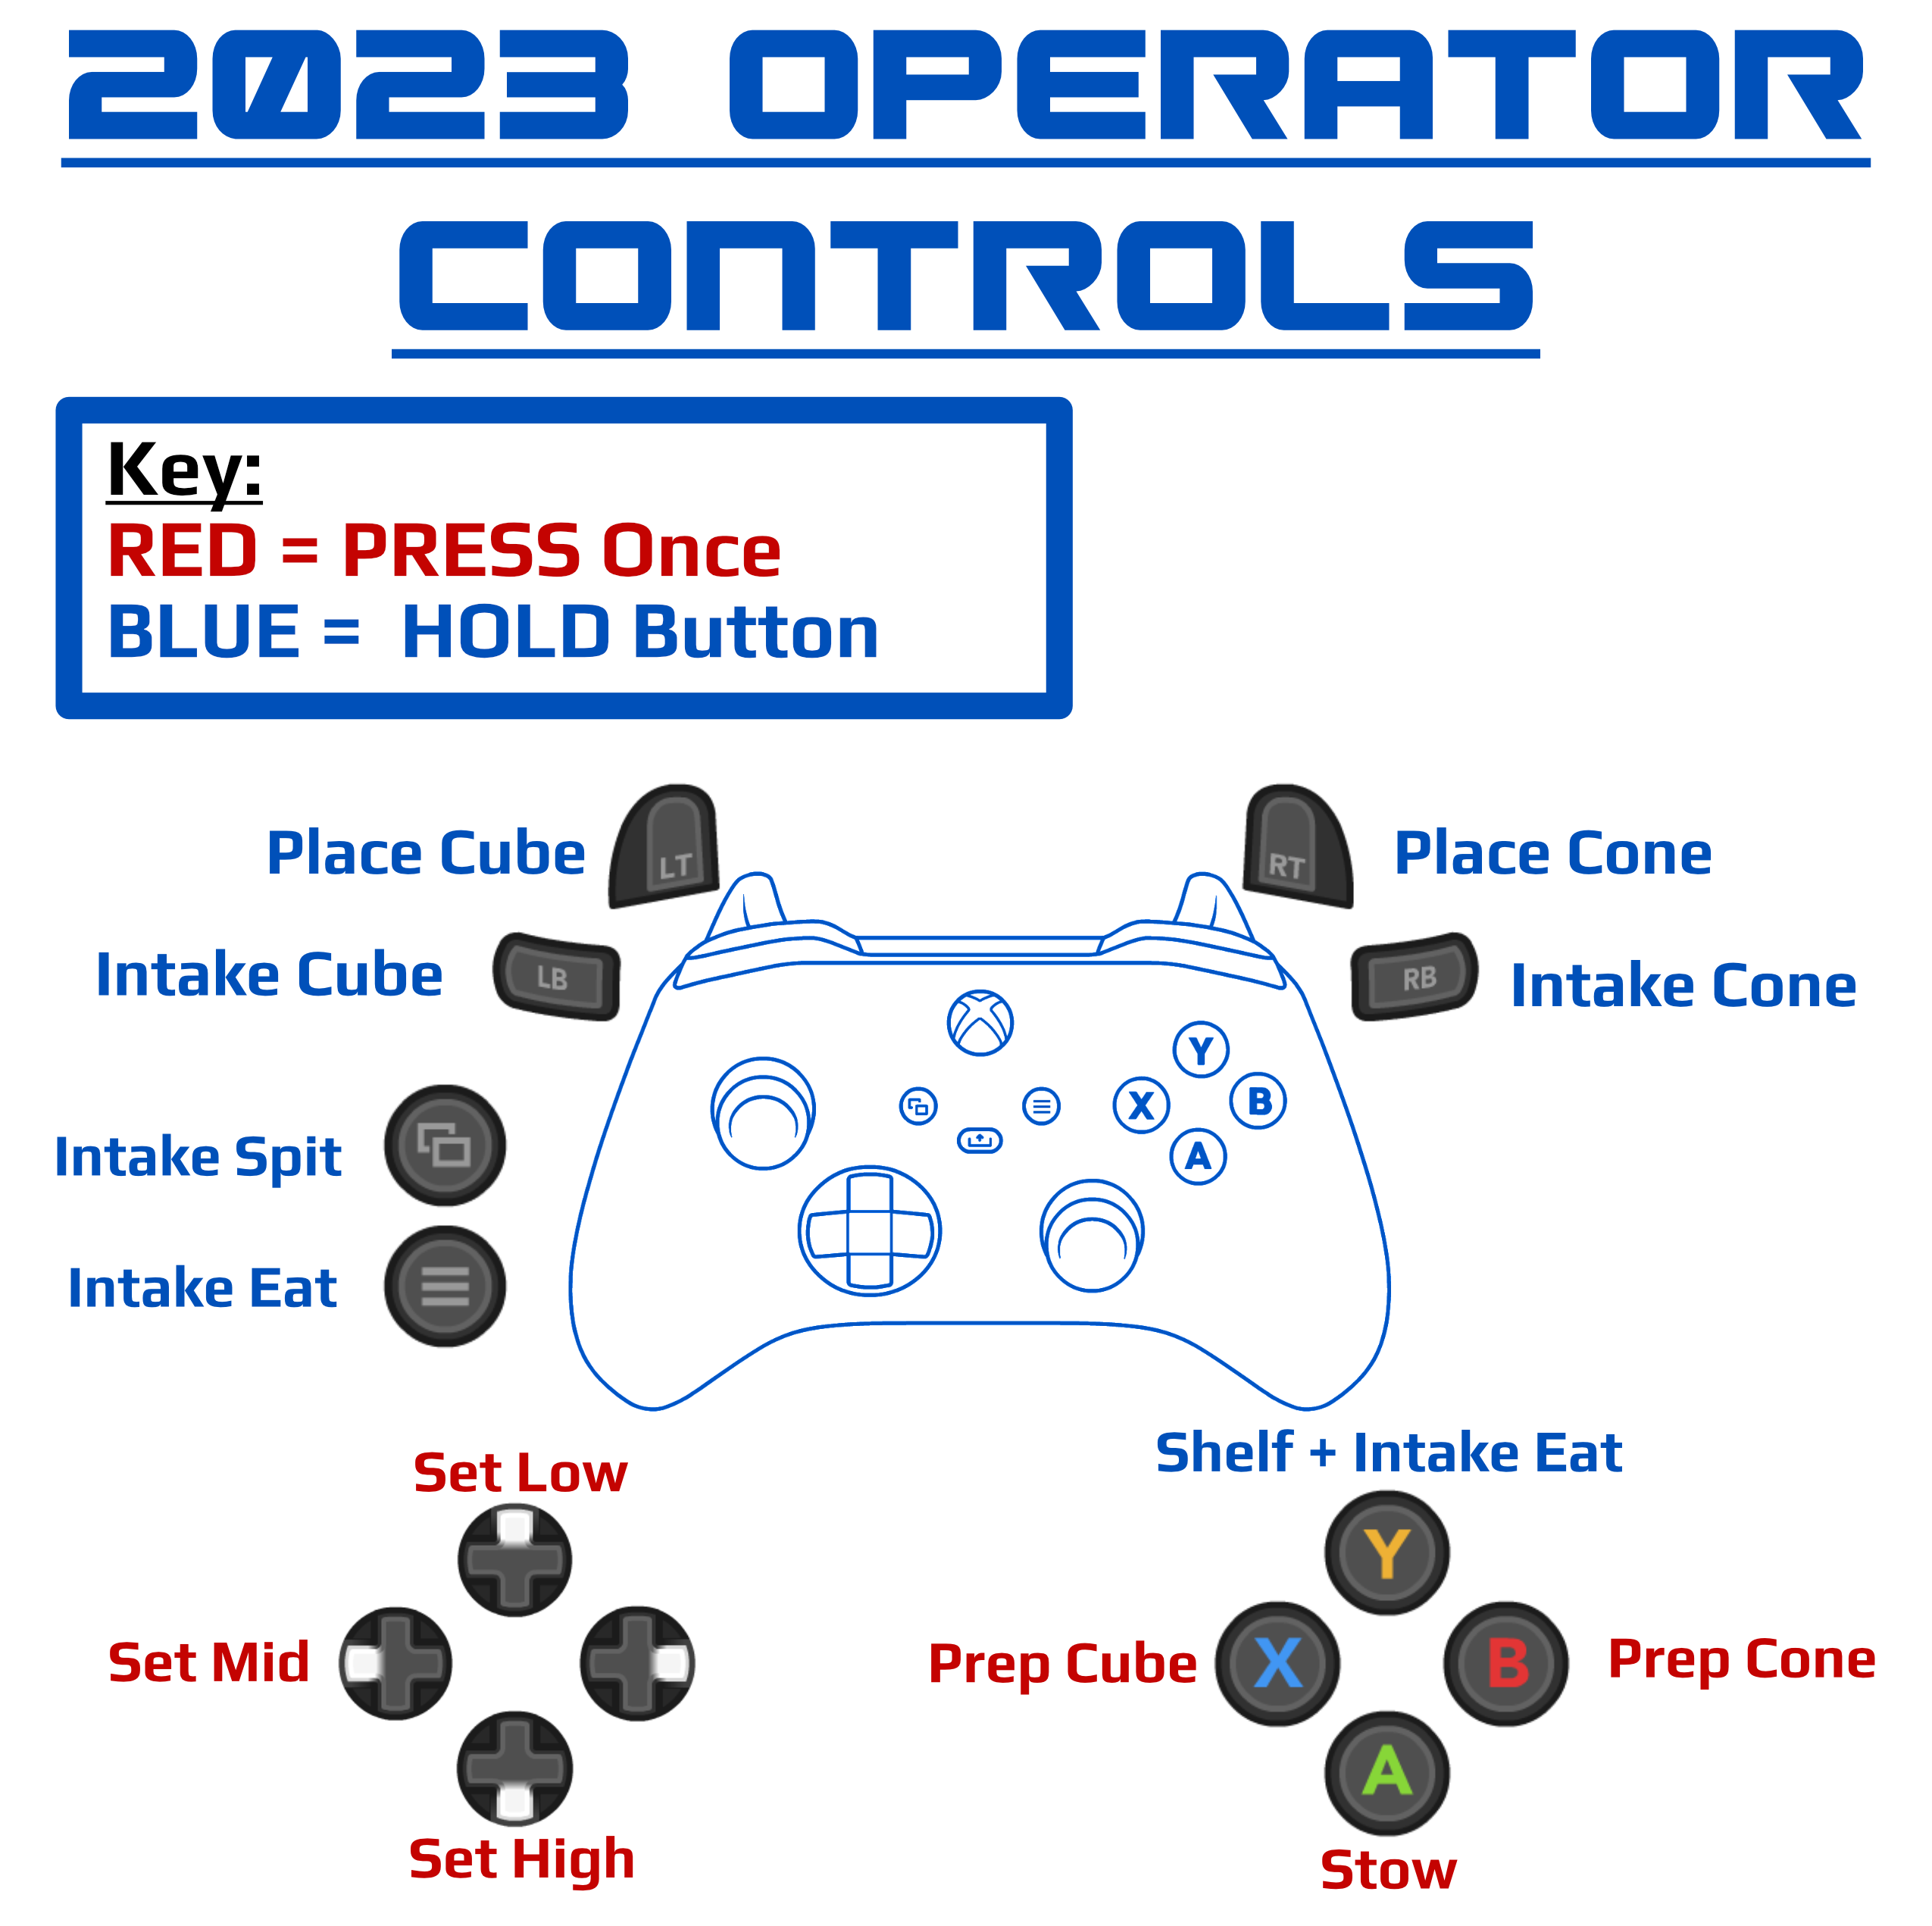 2023 OPERATOR
CONTROLS
Key:
RED = PRESS Once
BLUE = HOLD Button
Place Cube
LT
RT
Place Cone
Intake Cube
LB
RB
Intake Cone
Y
X
B
A
Intake Spit
Intake Eat
Set Low
Shelf + Intake Eat
Y
Set Mid
Prep Cube
X
B
Prep Cone
A
Set High
Stow